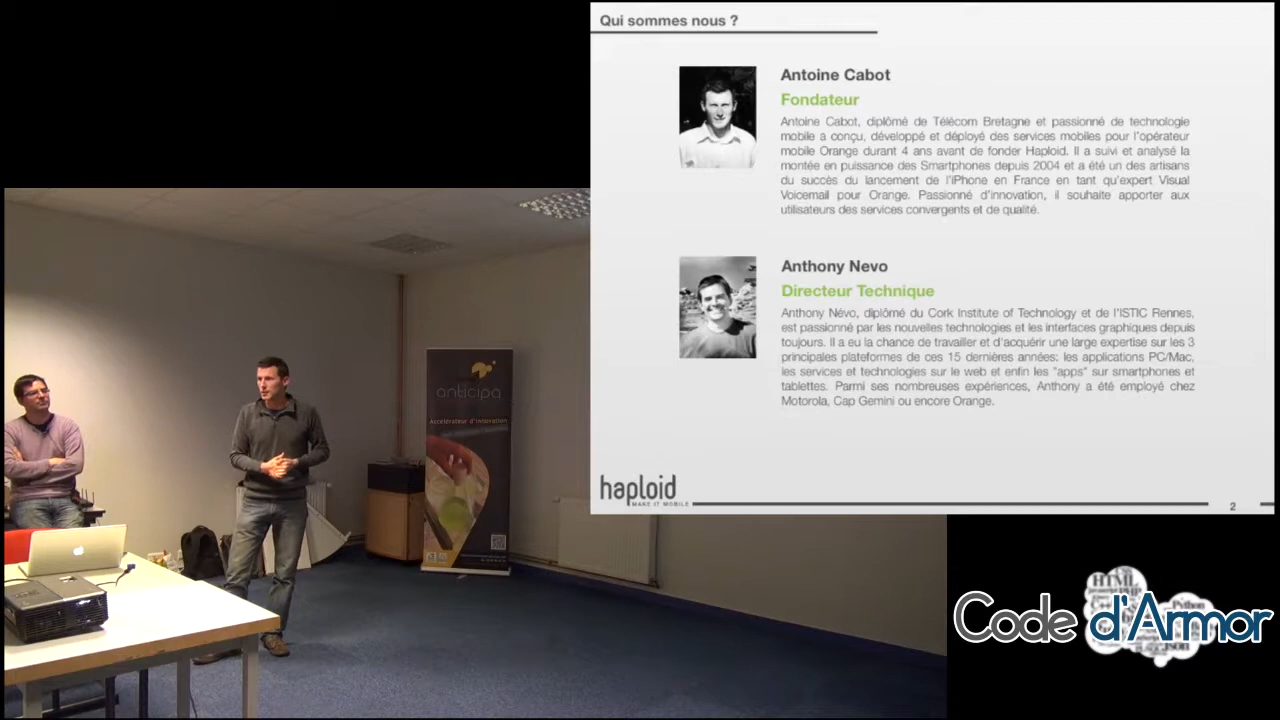 Qui sommes nous ?
Antoine Cabot
Fondateur
Antoine Cabot, diplômé de Télécom Bretagne et passionné de technologie
mobile a conçu, développé et déployé des services mobiles pour l'opérateur
mobile Orange durant 4 ans avant de fonder Haploid. Il a suivi et analysé la
montée en puissance des Smartphones depuis 2004 et a été un des artisans
du succès du lancement de l'iPhone en France en tant qu'expert Visual
Voicemail pour Orange. Passionné d'innovation, il souhaite apporter aux
utilisateurs des services convergents et de qualité.
Anthony Nevo
Directeur Technique
Anthony Névo, diplômé du Cork Institute of Technology et de l'ISTIC Rennes,
est passionné par les nouvelles technologies et les interfaces graphiques depuis
toujours. Il a eu la chance de travailler et d'acquérir une large expertise sur les 3
principales plateformes de ces 15 dernières années: les applications PC/Mac,
les services et technologies sur le web et enfin les "apps" sur smartphones et
tablettes. Parmi ses nombreuses expériences, Anthony a été employé chez
Motorola, Cap Gemini ou encore Orange.
haploid
MAKE IT MOBILE
2
anticipa
Accélérateur d'innovation
HTML
Python
Code d'Armor